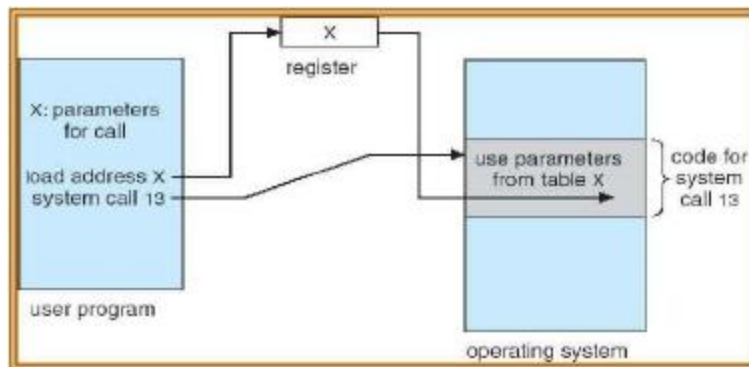 X
register
X: parameters
for call
load address X
system call 13
user program
use parameters
from table X
code for
system
call 13
operating system